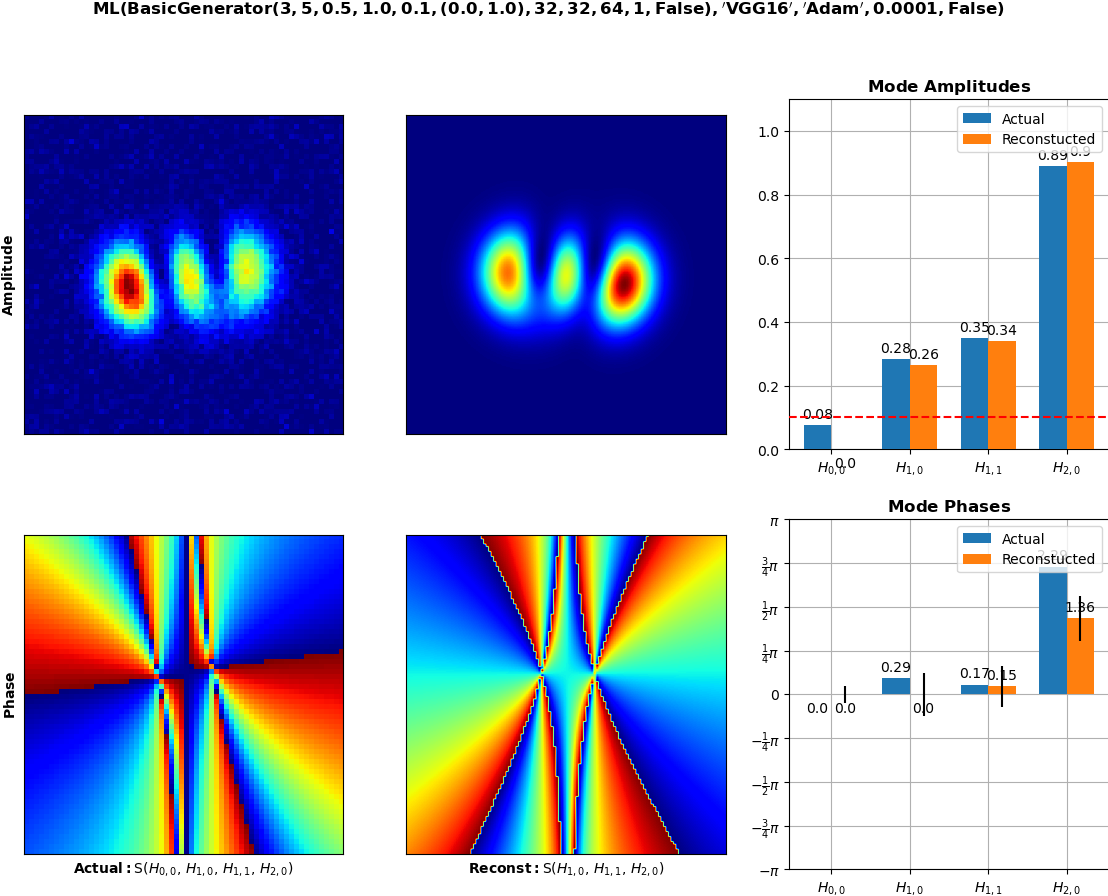 ML(BasicGenerator(3, 5, 0.5, 1.0, 0.1, (0.0, 1.0), 32, 32, 64, 1, False), ′VGG16′, ′Adam′, 0.0001, False)
Amplitude
Mode Amplitudes
Actual
Reconstucted
1.0
0.8
0.6
0.4
0.2
0.0
0.08
0.0
0.28
0.26
0.35
0.34
0.89
0.9
H0,0
H1,0
H1,1
H2,0
Phase
Actual: S(H0,0, H1,0, H1,1, H2,0)
Reconst: S(H1,0, H1,1, H2,0)
Mode Phases
Actual
Reconstucted
π
3/4π
1/2π
1/4π
0
−1/4π
−1/2π
−3/4π
−π
0.0
0.0
0.29
0.0
0.17
0.15
1.36
H0,0
H1,0
H1,1
H2,0